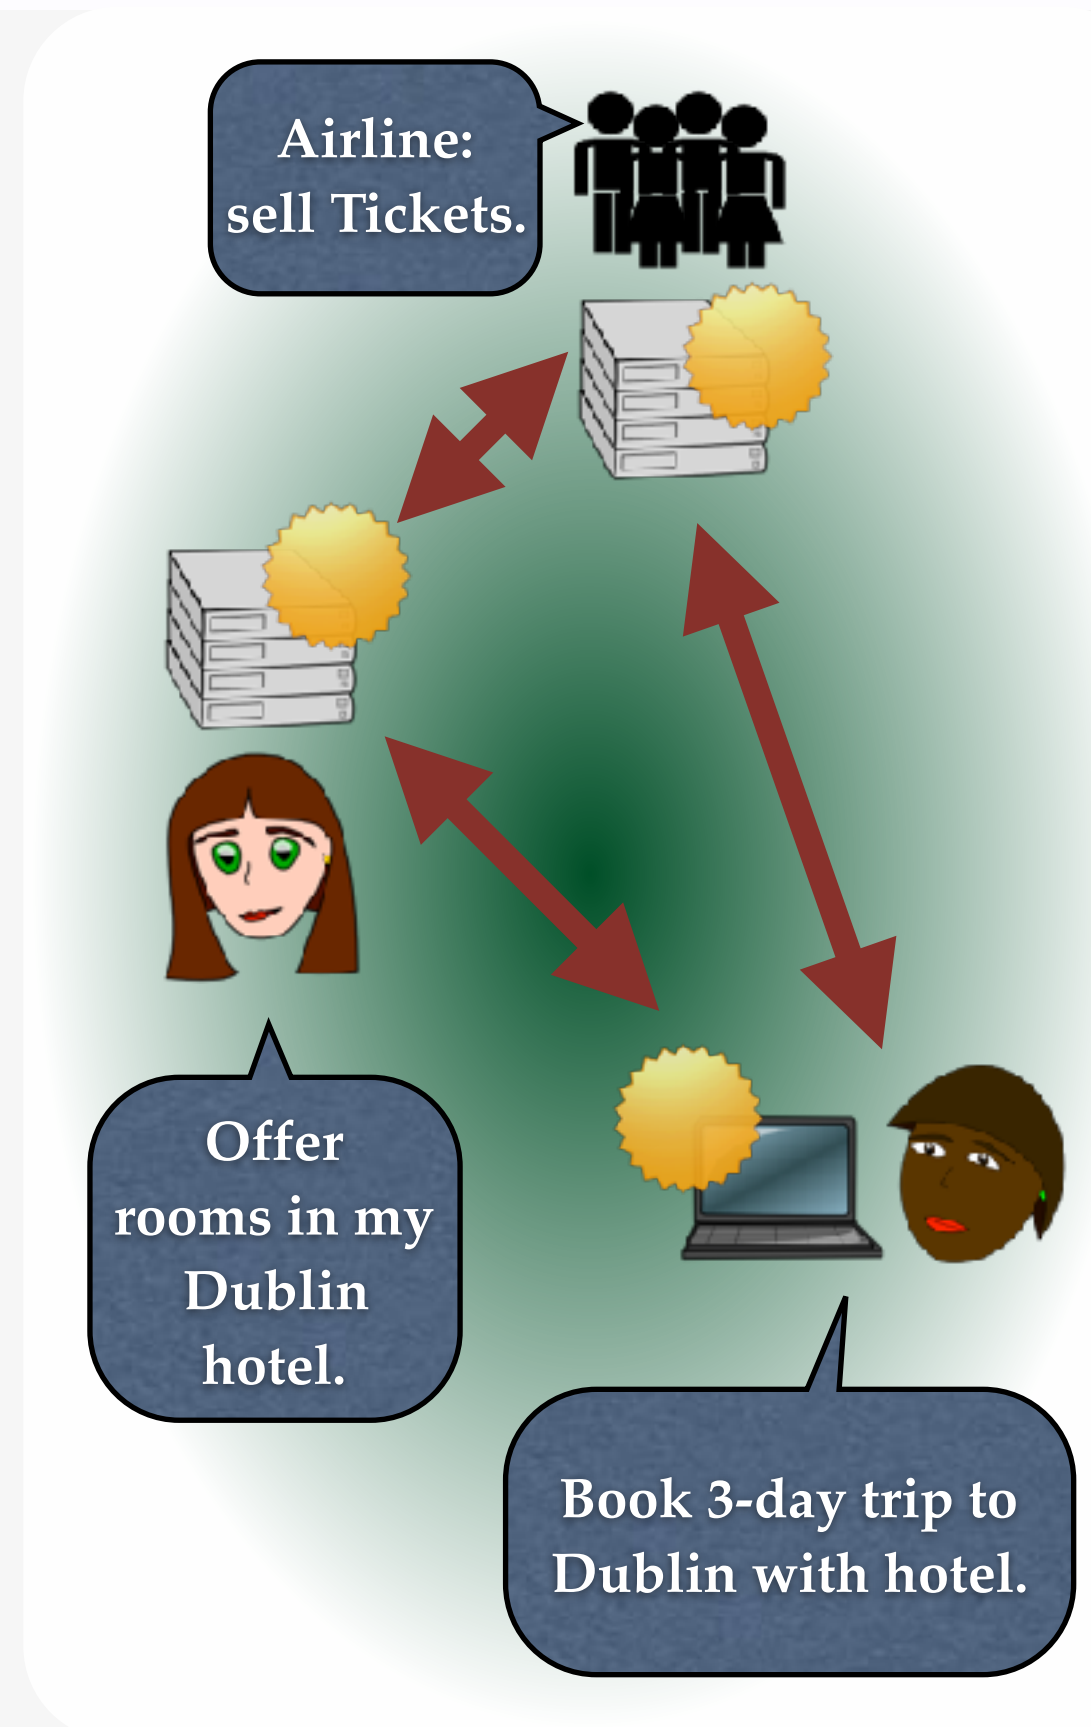 Airline:
sell Tickets.
Offer
rooms in my
Dublin
hotel.
Book 3-day trip to
Dublin with hotel.